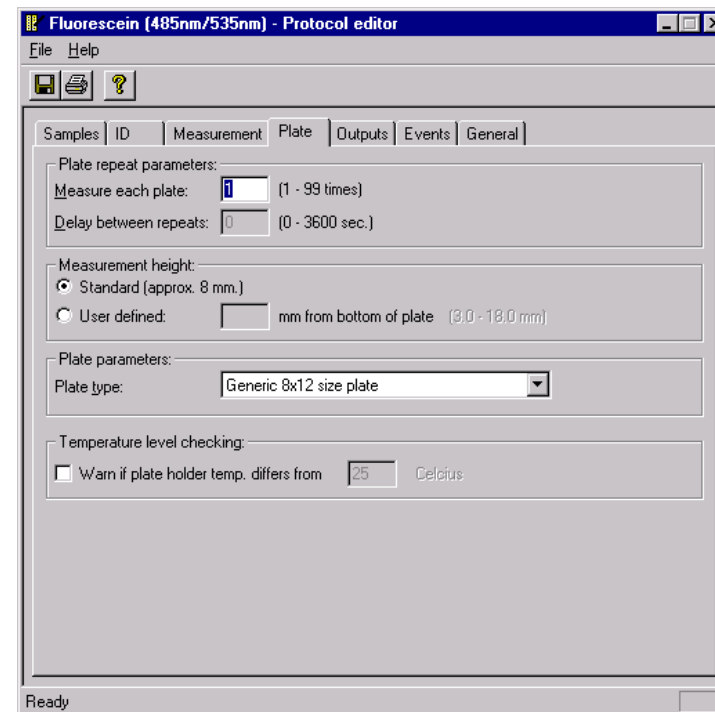 Fluorescein (485nm/535nm) - Protocol editor
File Help
?
Samples ID Measurement Plate Outputs Events General
Plate repeat parameters:
Measure each plate: 1 (1 - 99 times)
Delay between repeats: 0 (0 - 3600 sec.)
Measurement height:
Standard (approx. 8 mm.)
User defined: mm from bottom of plate (3.0 - 18.0 mm)
Plate parameters:
Plate type: Generic 8x12 size plate
Temperature level checking:
Warn if plate holder temp. differs from 25 Celcius
Ready